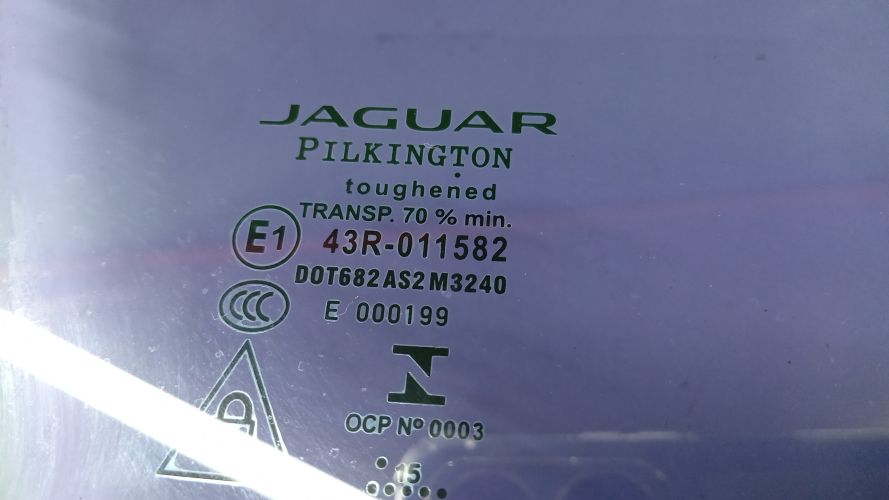 JAGUAR
PILKINGTON
toughened
TRANSP. 70 % min.
E1 43R-011582
DOT682 AS2 M3240
CCC E 000199
OCP Nº 0003
15